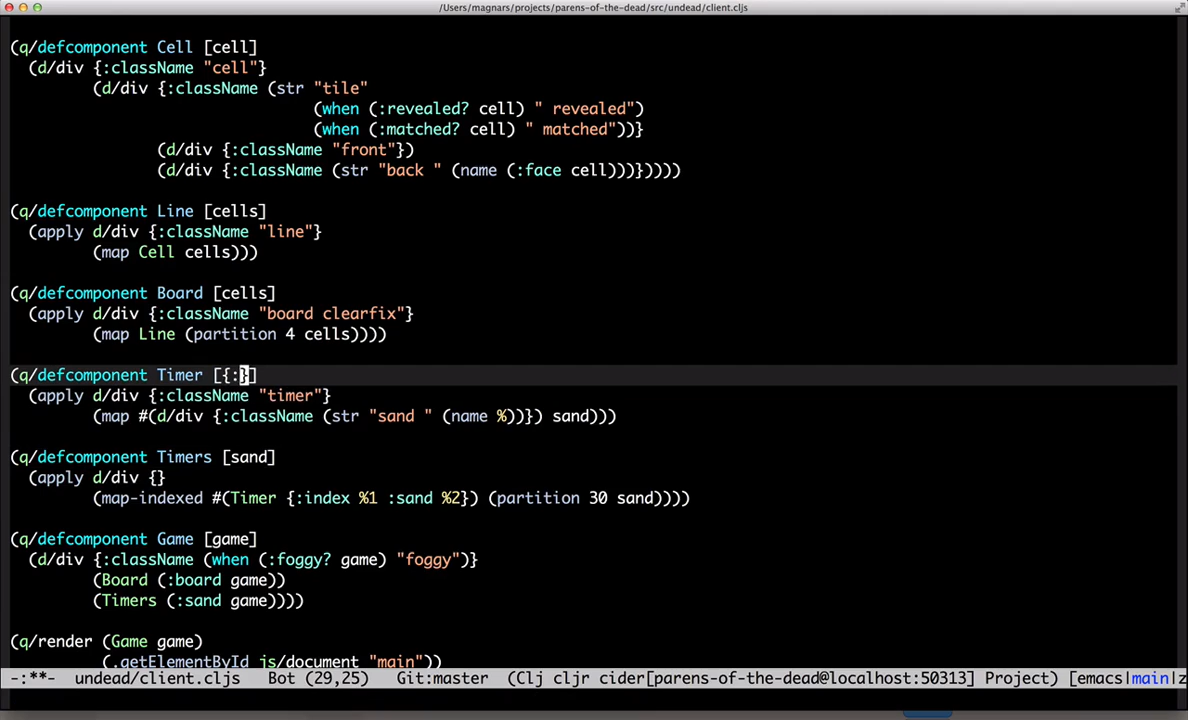 /Users/magnars/projects/parens-of-the-dead/src/undead/client.cljs
(q/defcomponent Cell [cell]
  (d/div {:className "cell"}
         (d/div {:className (str "tile"
                                 (when (:revealed? cell) " revealed")
                                 (when (:matched? cell) " matched"))}
                (d/div {:className "front"})
                (d/div {:className (str "back " (name (:face cell)))}))))
(q/defcomponent Line [cells]
  (apply d/div {:className "line"}
         (map Cell cells)))
(q/defcomponent Board [cells]
  (apply d/div {:className "board clearfix"}
         (map Line (partition 4 cells))))
(q/defcomponent Timer [{:}]
  (apply d/div {:className "timer"}
         (map #(d/div {:className (str "sand " (name %))}) sand)))
(q/defcomponent Timers [sand]
  (apply d/div {}
         (map-indexed #(Timer {:index %1 :sand %2}) (partition 30 sand))))
(q/defcomponent Game [game]
  (d/div {:className (when (:foggy? game) "foggy")}
         (Board (:board game))
         (Timers (:sand game))))
(q/render (Game game)
          (.getElementById js/document "main"))
-:**-  undead/client.cljs   Bot (29,25)   Git:master  (Clj cljr cider[parens-of-the-dead@localhost:50313] Project) [emacs|main|z